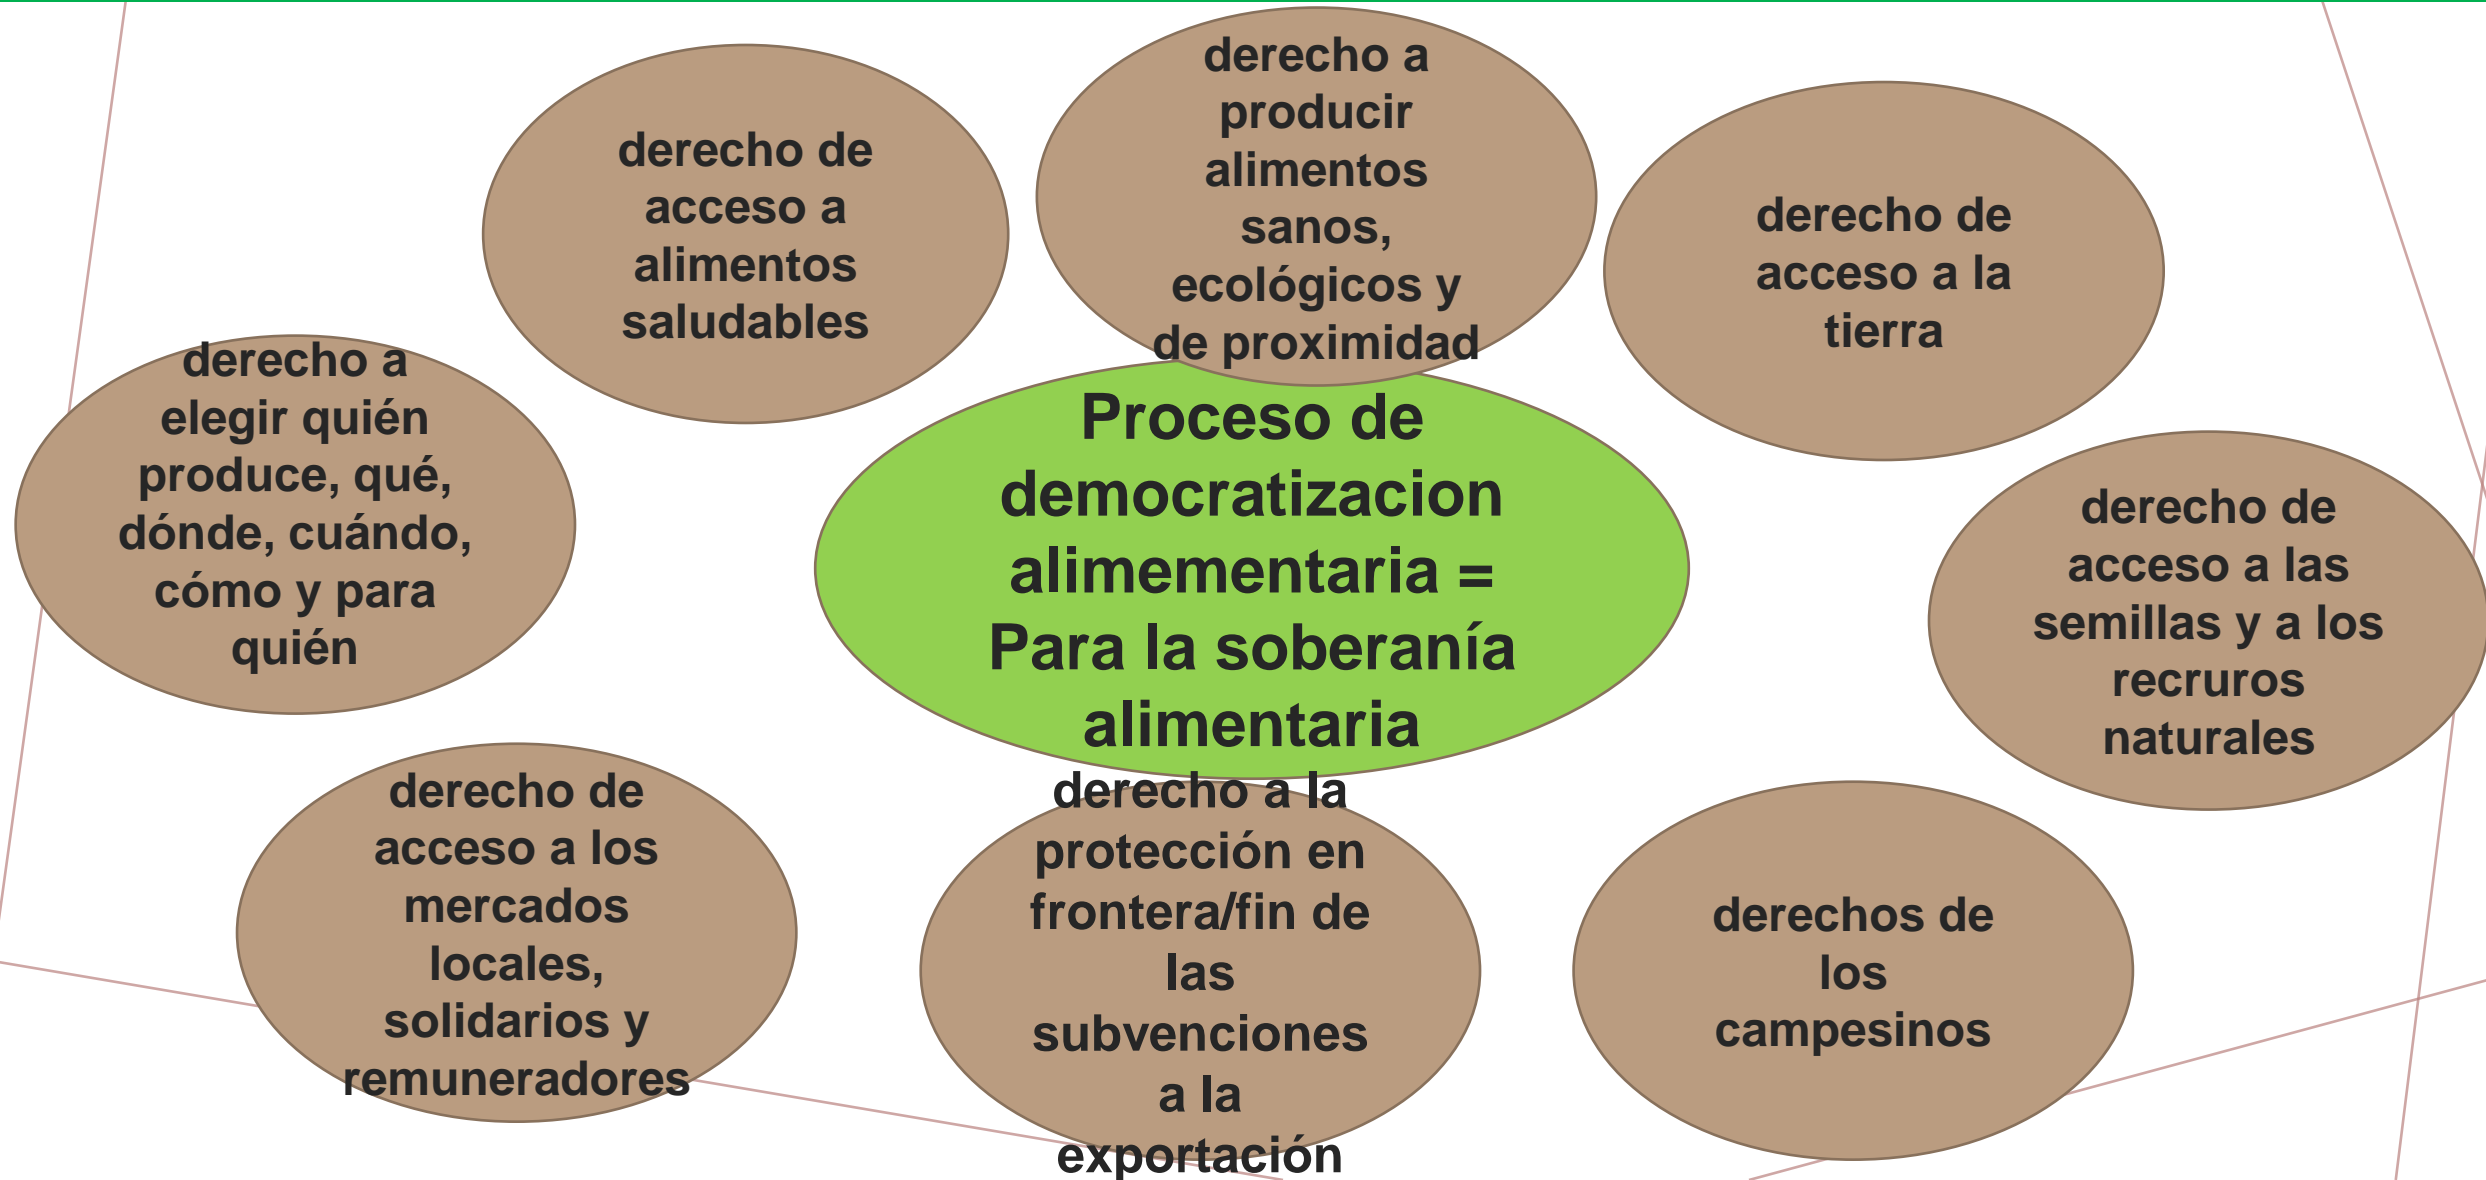 derecho a
producir
alimentos
sanos,
ecológicos y
de proximidad
derecho de
acceso a
alimentos
saludables
derecho de
acceso a la
tierra
derecho a
elegir quién
produce, qué,
dónde, cuándo,
cómo y para
quién
Proceso de
democratizacion
alimementaria =
Para la soberanía
alimentaria
derecho de
acceso a las
semillas y a los
recruros
naturales
derecho de
acceso a los
mercados
locales,
solidarios y
remuneradores
derecho a la
protección en
frontera/fin de
las
subvenciones
a la
exportación
derechos de
los
campesinos